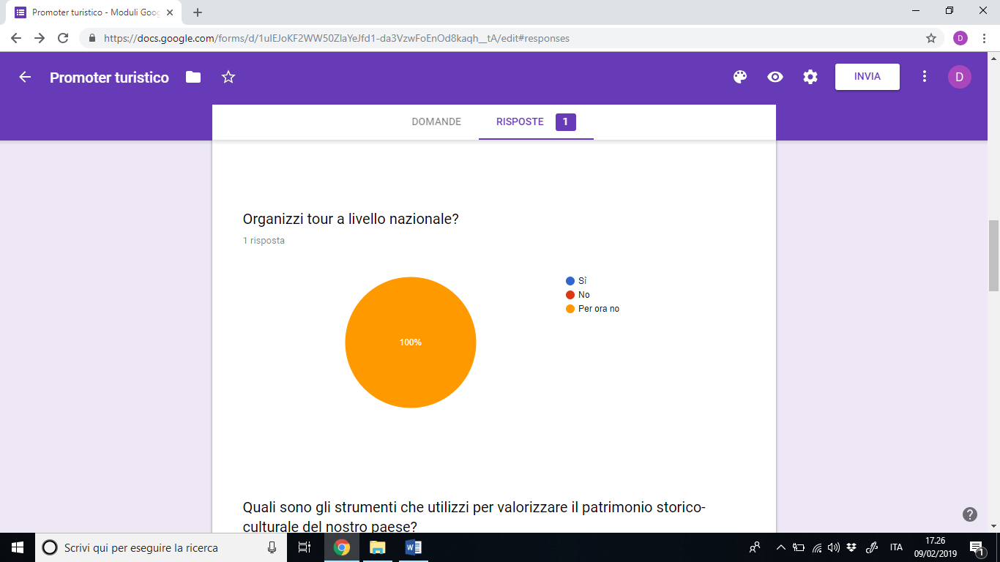 Promoter turistico - Moduli Goog
https://docs.google.com/forms/d/1uIEJoKF2WW50ZIaYeJfd1-da3VzwFoEnOd8kaqh__tA/edit#responses
D
Promoter turistico
INVIA
D
DOMANDE
RISPOSTE
1
Organizzi tour a livello nazionale?
1 risposta
100%
Sì
No
Per ora no
Quali sono gli strumenti che utilizzi per valorizzare il patrimonio storico-
culturale del nostro paese?
Scrivi qui per eseguire la ricerca
ITA
17.26
09/02/2019
1